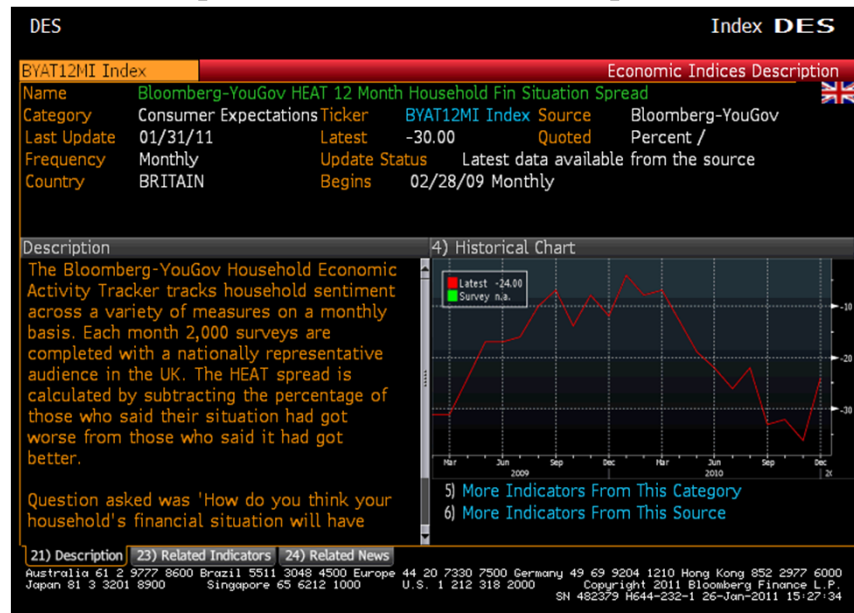 DES
Index DES
BYAT12MI Index
Economic Indices Description
Name Bloomberg-YouGov HEAT 12 Month Household Fin Situation Spread
Category Consumer Expectations Ticker BYAT12MI Index Source Bloomberg-YouGov
Last Update 01/31/11 Latest -30.00 Quoted Percent /
Frequency Monthly Update Status Latest data available from the source
Country BRITAIN Begins 02/28/09 Monthly
Description
The Bloomberg-YouGov Household Economic
Activity Tracker tracks household sentiment
across a variety of measures on a monthly
basis. Each month 2,000 surveys are
completed with a nationally representative
audience in the UK. The HEAT spread is
calculated by subtracting the percentage of
those who said their situation had got
worse from those who said it had got
better.
Question asked was 'How do you think your
household's financial situation will have
4) Historical Chart
Latest -24.00
Survey n.a.
-10
-20
-30
Mar Jun Sep Dec Mar Jun Sep Dec
2009 2010
5) More Indicators From This Category
6) More Indicators From This Source
21) Description 23) Related Indicators 24) Related News
Australia 61 2 9777 8600 Brazil 5511 3048 4500 Europe 44 20 7330 7500 Germany 49 69 9204 1210 Hong Kong 852 2977 6000
Japan 81 3 3201 8900 Singapore 65 6212 1000 U.S. 1 212 318 2000 Copyright 2011 Bloomberg Finance L.P.
SN 482379 H644-232-1 26-Jan-2011 15:27:34